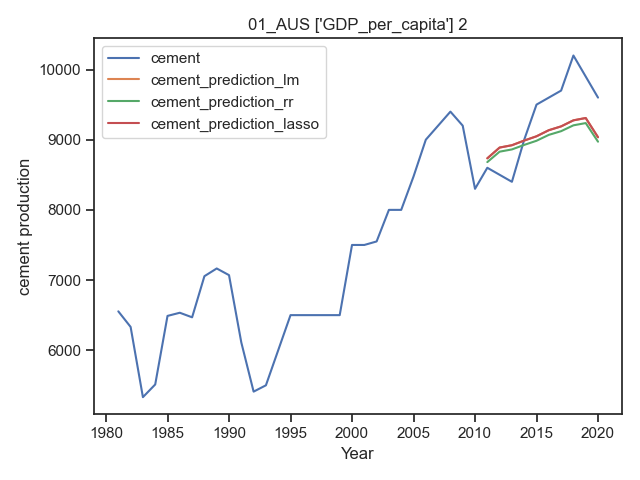 01_AUS ['GDP_per_capita'] 2
cement
cement_prediction_lm
cement_prediction_rr
cement_prediction_lasso
cement production
10000
9000
8000
7000
6000
1980 1985 1990 1995 2000 2005 2010 2015 2020
Year